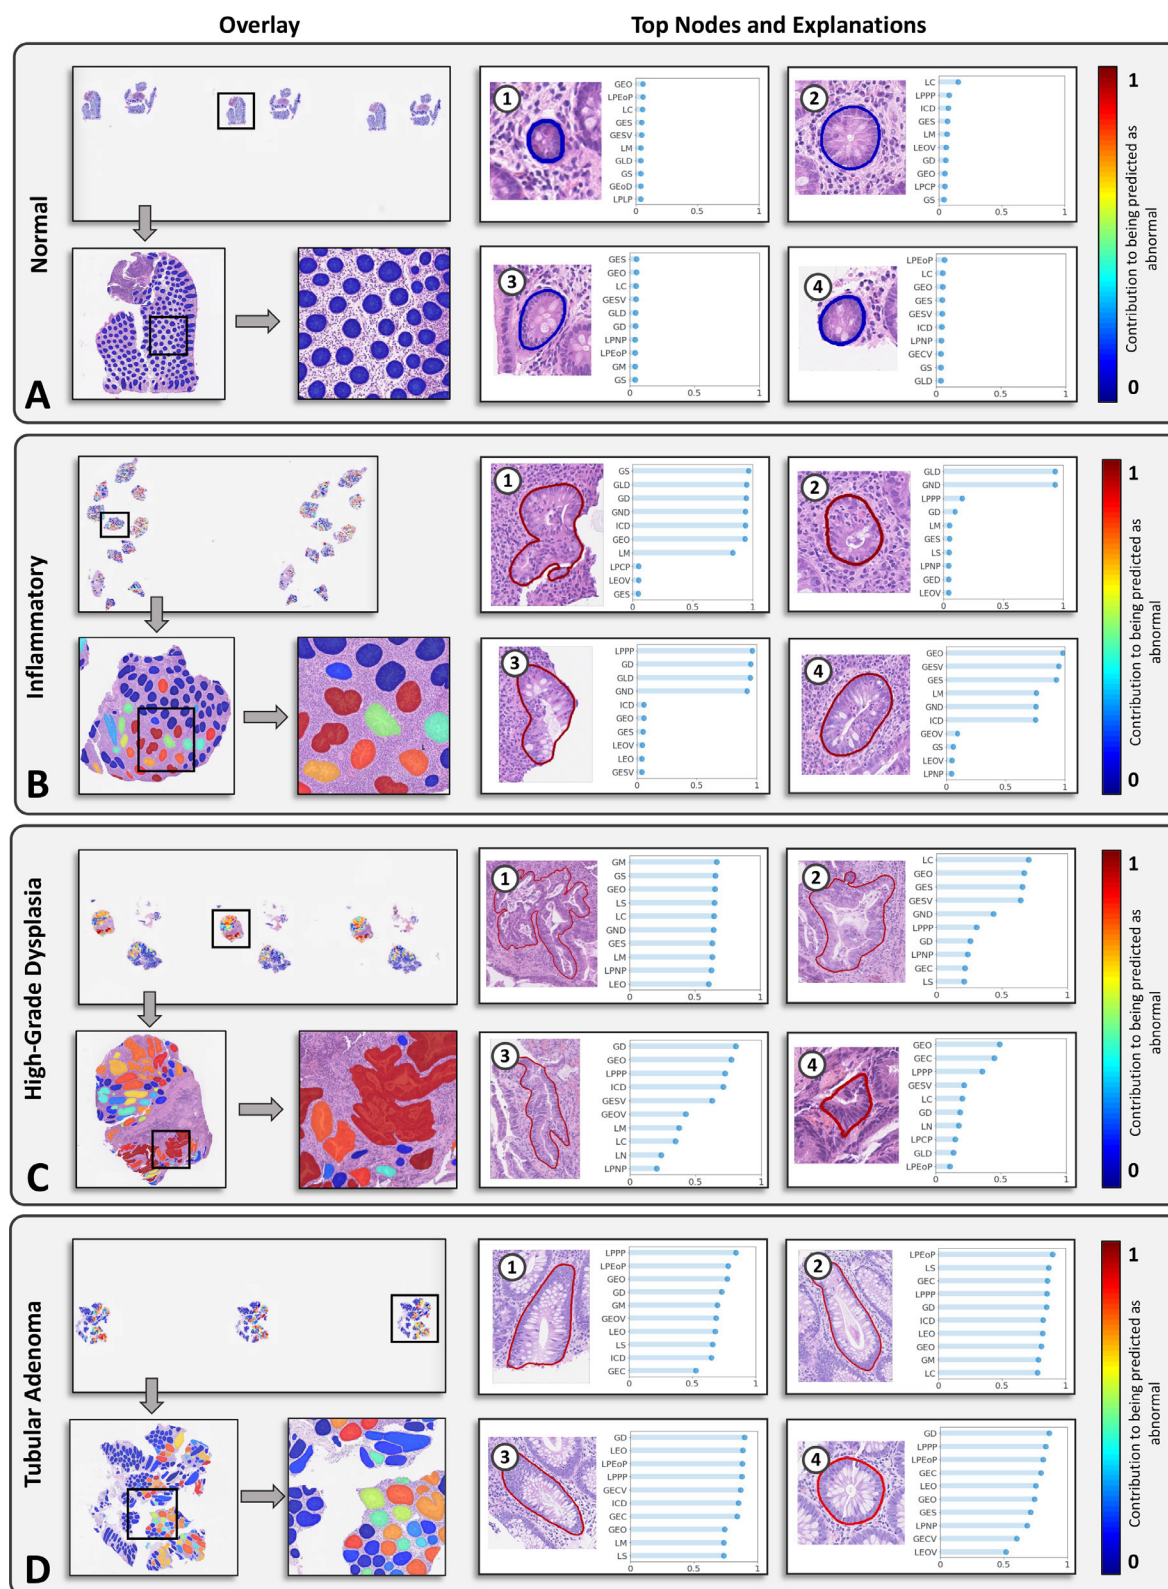 Overlay
Top Nodes and Explanations
Normal
A
1
GEO
LPEoP
LC
GES
GESV
LM
GLD
GS
GEoD
LPLP
0 0.5 1
2
LC
LPPP
ICD
GES
LM
LEOV
GD
GEO
LPCP
GS
0 0.5 1
3
GES
GEO
LC
GESV
GLD
GD
LPNP
LPEoP
GM
GS
0 0.5 1
4
LPEoP
LC
GEO
GES
GESV
ICD
LPNP
GECV
GS
GLD
0 0.5 1
1
0
Contribution to being predicted as
abnormal
Inflammatory
B
1
GS
GLD
GD
GND
ICD
GEO
LM
LPCP
LEOV
GES
0 0.5 1
2
GLD
GND
LPPP
GD
LM
GES
LS
LPNP
GED
LEOV
0 0.5 1
3
LPPP
GD
GLD
GND
ICD
GEO
GES
LEOV
LEO
GESV
0 0.5 1
4
GEO
GESV
GES
LM
GND
ICD
GEOV
GS
LEOV
LPNP
0 0.5 1
1
0
Contribution to being predicted as
abnormal
High-Grade Dysplasia
C
1
GM
GS
GEO
LS
LC
GND
GES
LM
LPNP
LEO
0 0.5 1
2
LC
GEO
GES
GESV
GND
LPPP
GD
LPNP
GEC
LS
0 0.5 1
3
GD
GEO
LPPP
ICD
GESV
GEOV
LM
LC
LN
LPNP
0 0.5 1
4
GEO
GEC
LPPP
GESV
LC
GD
LN
LPCP
GLD
LPEoP
0 0.5 1
1
0
Contribution to being predicted as
abnormal
Tubular Adenoma
D
1
LPPP
LPEoP
GEO
GD
GM
GEOV
LEO
LS
ICD
GEC
0 0.5 1
2
LPEoP
LS
GEC
LPPP
GD
ICD
LEO
GEO
GM
LC
0 0.5 1
3
GD
LEO
LPEoP
LPPP
GECV
ICD
GEC
GEO
LM
LS
0 0.5 1
4
GD
LPPP
LPEoP
GEC
LEO
GEO
GES
LPNP
GECV
LEOV
0 0.5 1
1
0
Contribution to being predicted as
abnormal